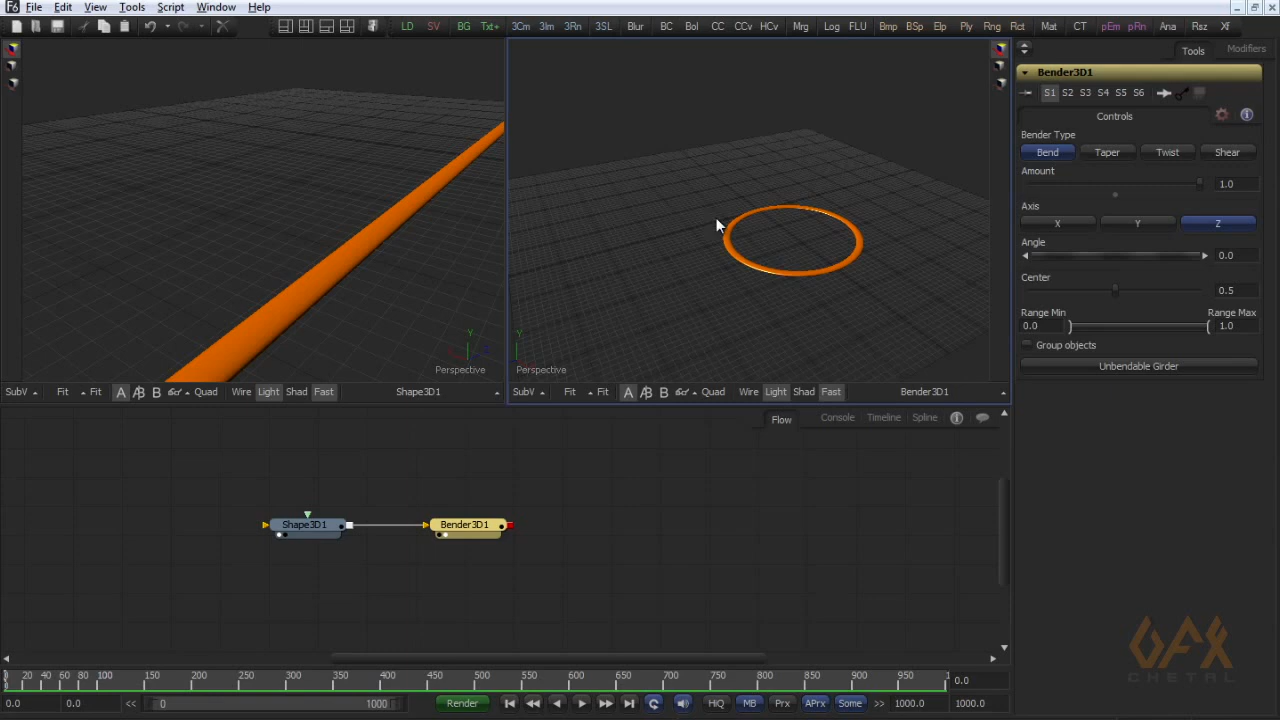 F6 File Edit View Tools Script Window Help
LD SV BG Txt+ 3Cm 3Im 3Rn 3SL Blur BC Bol CC CCv HCv Mrg Log FLU Bmp BSp Elp Ply Rng Rct Mat CT pEm pRn Ana Rsz Xf
Tools Modifiers
Bender3D1
S1 S2 S3 S4 S5 S6
Controls
Bender Type
Bend Taper Twist Shear
Amount
1.0
Axis
X Y Z
Angle
0.0
Center
0.5
Range Min Range Max
0.0 1.0
Group objects
Unbendable Girder
Y Y
Perspective Perspective
SubV Fit Fit A A|B B Quad Wire Light Shad Fast Shape3D1
SubV Fit Fit A A|B B Quad Wire Light Shad Fast Bender3D1
Flow Console Timeline Spline
Shape3D1 Bender3D1
GFX
CHETAL
0 20 40 60 80 100 150 200 250 300 350 400 450 500 550 600 650 700 750 800 850 900 950 1 0.0
0.0 0.0 << 0 1000 Render HiQ MB Prx APrx Some >> 1000.0 1000.0